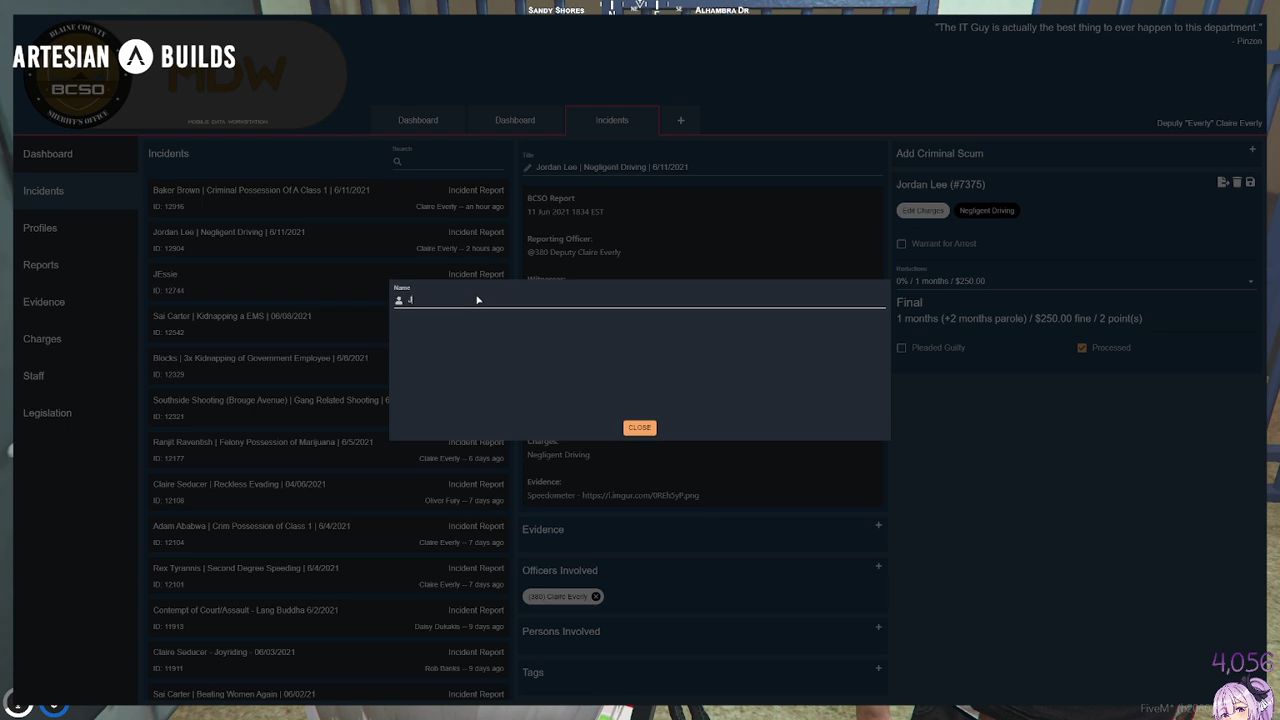 SANDY SHORES
ALHAMBRA DR
"The IT Guy is actually the best thing to ever happen to this department."
- Pinzon
ARTESIAN BUILDS
BLAINE COUNTY
BCSO
SHERIFF'S OFFICE
MDW
MOBILE DATA WORKSTATION
Dashboard
Dashboard
Incidents
+
Deputy "Everly" Claire Everly
Dashboard
Incidents
Profiles
Reports
Evidence
Charges
Staff
Legislation
Incidents
Search
Baker Brown | Criminal Possession Of A Class 1 | 6/11/2021 Incident Report
ID: 12916 Claire Everly -- an hour ago
Jordan Lee | Negligent Driving | 6/11/2021 Incident Report
ID: 12904 Claire Everly -- 2 hours ago
JEssie Incident Report
ID: 12744
Sai Carter | Kidnapping a EMS | 06/08/2021
ID: 12542
Blocks | 3x Kidnapping of Government Employee | 6/6/2021
ID: 12329
Southside Shooting (Brouge Avenue) | Gang Related Shooting | 6
ID: 12321
Ranjit Raventish | Felony Possession of Marijuana | 6/5/2021 Incident Report
ID: 12177 Claire Everly -- 6 days ago
Claire Seducer | Reckless Evading | 04/06/2021 Incident Report
ID: 12108 Oliver Fury -- 7 days ago
Adam Ababwa | Crim Possession of Class 1 | 6/4/2021 Incident Report
ID: 12104 Claire Everly -- 7 days ago
Rex Tyrannis | Second Degree Speeding | 6/4/2021 Incident Report
ID: 12101 Claire Everly -- 7 days ago
Contempt of Court/Assault - Lang Buddha 6/2/2021 Incident Report
ID: 11913 Daisy Dukakis -- 9 days ago
Claire Seducer - Joyriding - 06/03/2021 Incident Report
ID: 11911 Rob Banks -- 9 days ago
Sai Carter | Beating Women Again | 06/02/21 Incident Report
Title
Jordan Lee | Negligent Driving | 6/11/2021
BCSO Report
11 Jun 2021 1834 EST
Reporting Officer:
@380 Deputy Claire Everly
Witnesses:
Name
J
CLOSE
Charges:
Negligent Driving
Evidence:
Speedometer - https://i.imgur.com/0REh5yP.png
Evidence +
Officers Involved +
(380) Claire Everly
Persons Involved +
Tags +
Add Criminal Scum +
Jordan Lee (#7375)
Edit Charges
Negligent Driving
Warrant for Arrest
Reductions
0% / 1 months / $250.00
Final
1 months (+2 months parole) / $250.00 fine / 2 point(s)
Pleaded Guilty
Processed
4,056